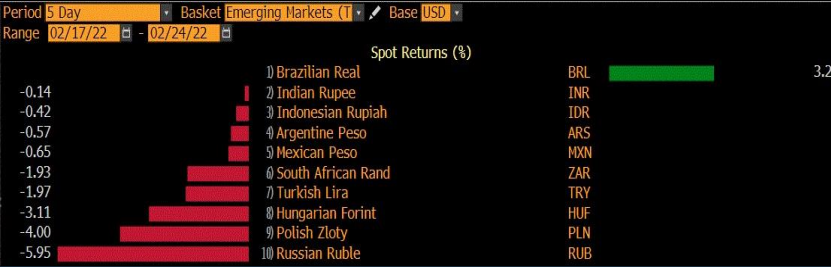 Period 5 Day Basket Emerging Markets (T Base USD
Range 02/17/22 - 02/24/22
Spot Returns (%)
1) Brazilian Real BRL 3.2
-0.14 2) Indian Rupee INR
-0.42 3) Indonesian Rupiah IDR
-0.57 4) Argentine Peso ARS
-0.65 5) Mexican Peso MXN
-1.93 6) South African Rand ZAR
-1.97 7) Turkish Lira TRY
-3.11 8) Hungarian Forint HUF
-4.00 9) Polish Zloty PLN
-5.95 10) Russian Ruble RUB